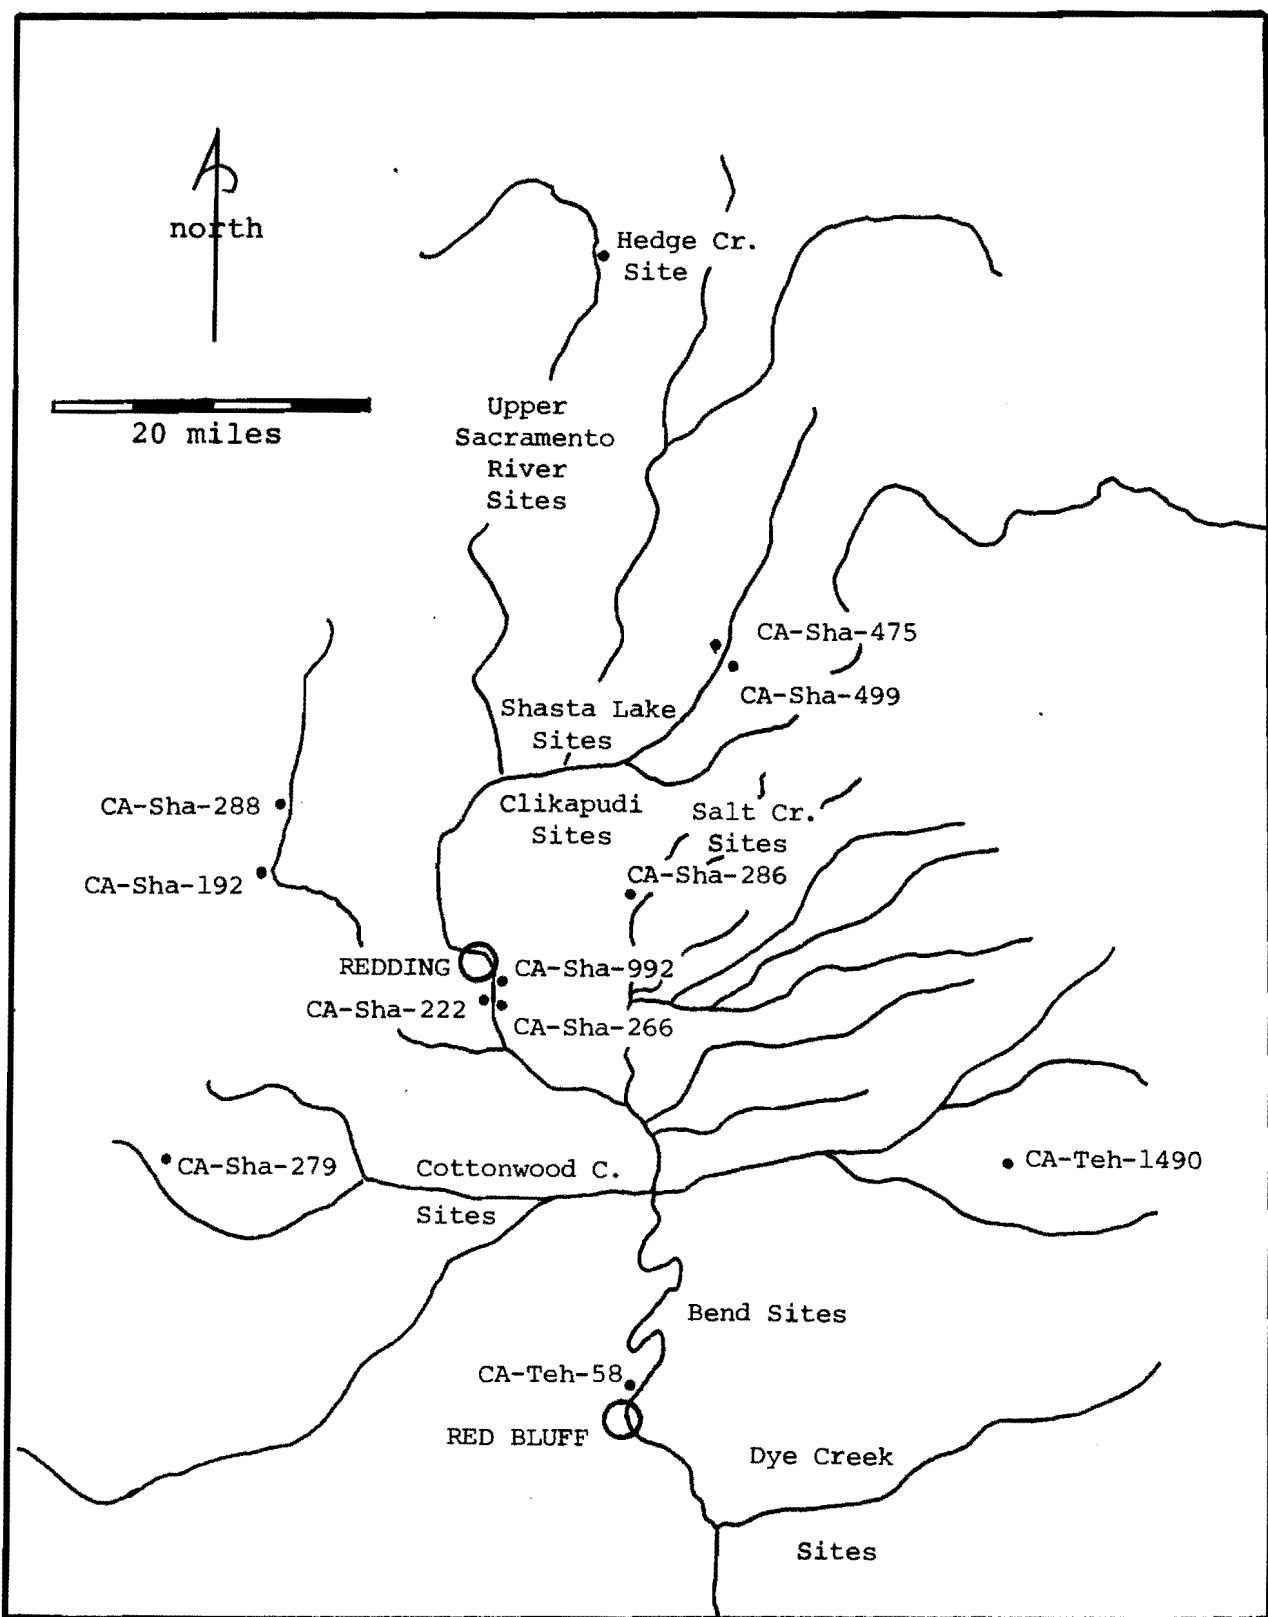 north
Hedge Cr.
Site
20 miles
Upper
Sacramento
River
Sites
CA-Sha-475
CA-Sha-499
Shasta Lake
Sites
CA-Sha-288
Clikapudi
Sites
Salt Cr.
Sites
CA-Sha-192
CA-Sha-286
REDDING
CA-Sha-992
CA-Sha-222
CA-Sha-266
CA-Sha-279
Cottonwood C.
Sites
CA-Teh-1490
Bend Sites
CA-Teh-58
RED BLUFF
Dye Creek
Sites